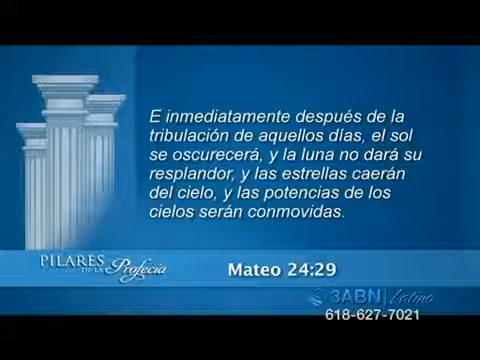 E inmediatamente después de la
tribulación de aquellos días, el sol
se oscurecerá, y la luna no dará su
resplandor, y las estrellas caerán
del cielo, y las potencias de los
cielos serán conmovidas.
PILARES
DE LA Profecía
Mateo 24:29
3ABN Latino
618-627-7021